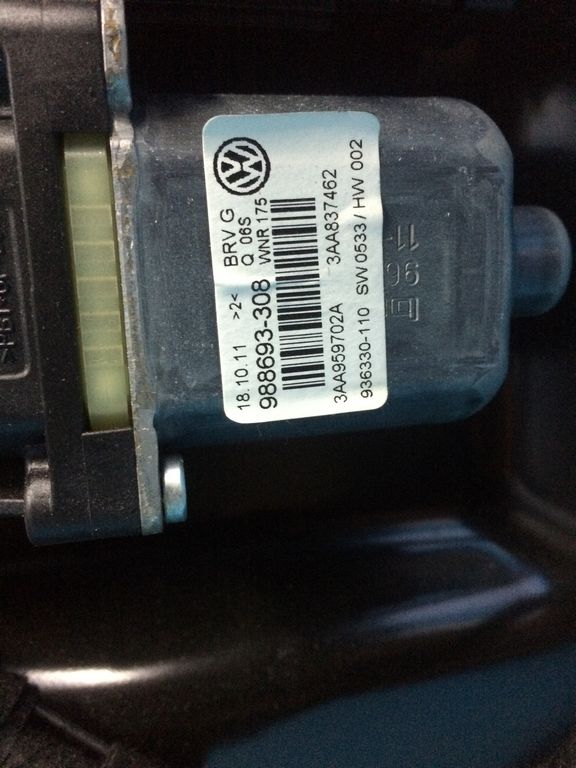 18.10.11 >2< BRV G
988693-308 Q 06S
WNR 175
3AA959702A 3AA837462
936330-110 SW 0533 / HW 002